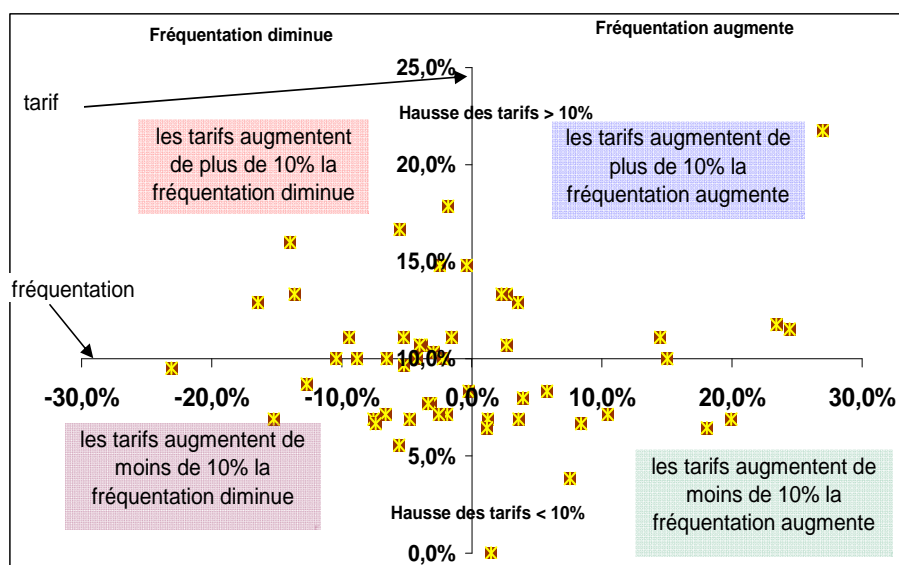 Fréquentation diminue
Fréquentation augmente
25,0%
tarif
Hausse des tarifs > 10%
les tarifs augmentent
de plus de 10% la
fréquentation diminue
les tarifs augmentent de
plus de 10% la
fréquentation augmente
20,0%
15,0%
fréquentation
10,0%
-30,0%
-20,0%
-10,0%
0,0%
10,0%
20,0%
30,0%
les tarifs augmentent de
moins de 10% la
fréquentation diminue
5,0%
les tarifs augmentent de
moins de 10% la
fréquentation augmente
Hausse des tarifs < 10%
0,0%